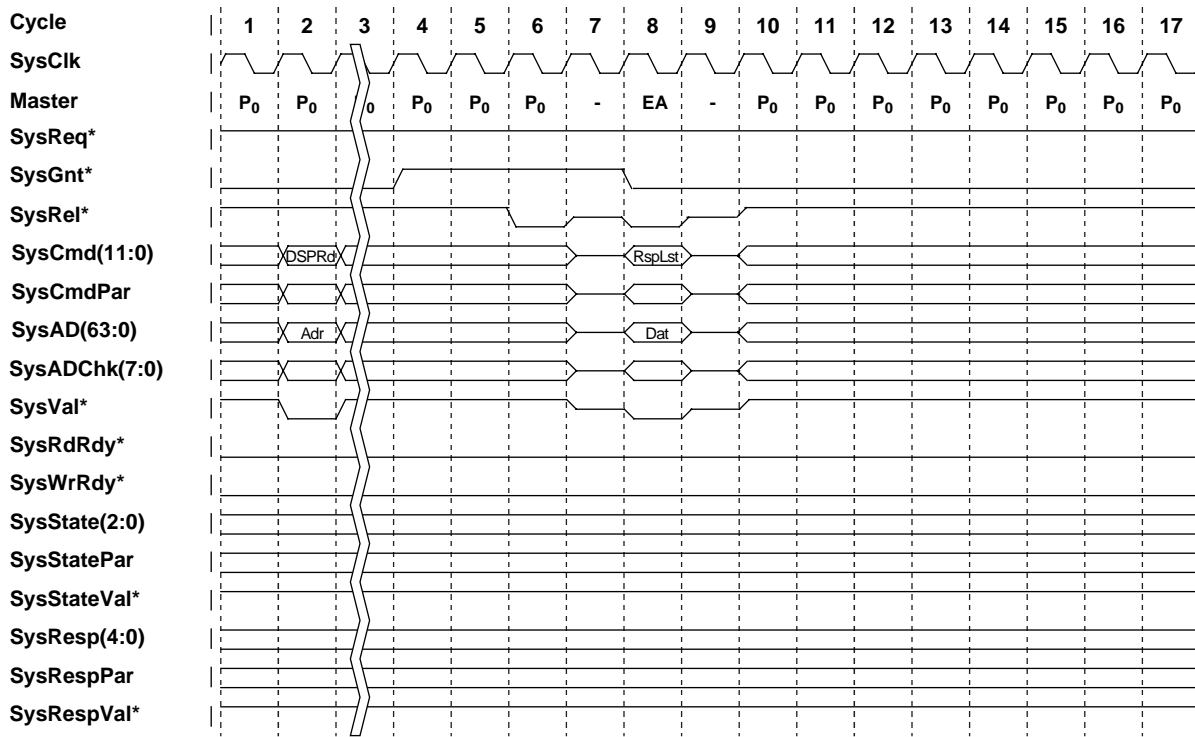 Cycle | 1 2 3 4 5 6 7 8 9 10 11 12 13 14 15 16 17
SysClk |
Master | P0 P0 0 P0 P0 P0 - EA - P0 P0 P0 P0 P0 P0 P0 P0
SysReq* |
SysGnt* |
SysRel* |
SysCmd(11:0) | DSPRd RspLst
SysCmdPar |
SysAD(63:0) | Adr Dat
SysADChk(7:0) |
SysVal* |
SysRdRdy* |
SysWrRdy* |
SysState(2:0) |
SysStatePar |
SysStateVal* |
SysResp(4:0) |
SysRespPar |
SysRespVal* |